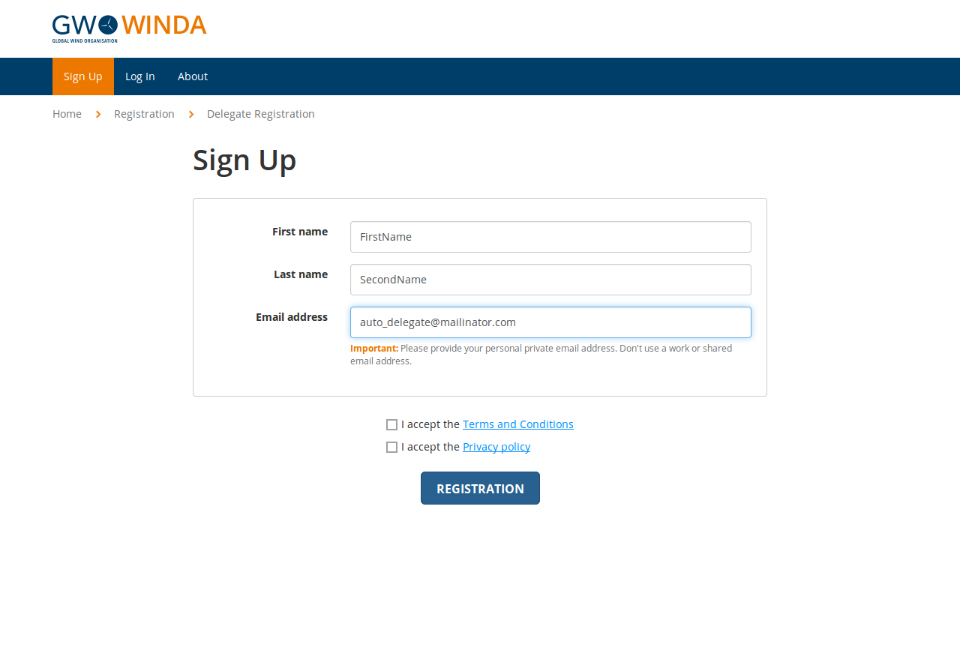 GWO WINDA
GLOBAL WIND ORGANISATION
Sign Up Log In About
Home > Registration > Delegate Registration
Sign Up
First name FirstName
Last name SecondName
Email address auto_delegate@mailinator.com
Important: Please provide your personal private email address. Don't use a work or shared
email address.
I accept the Terms and Conditions
I accept the Privacy policy
REGISTRATION